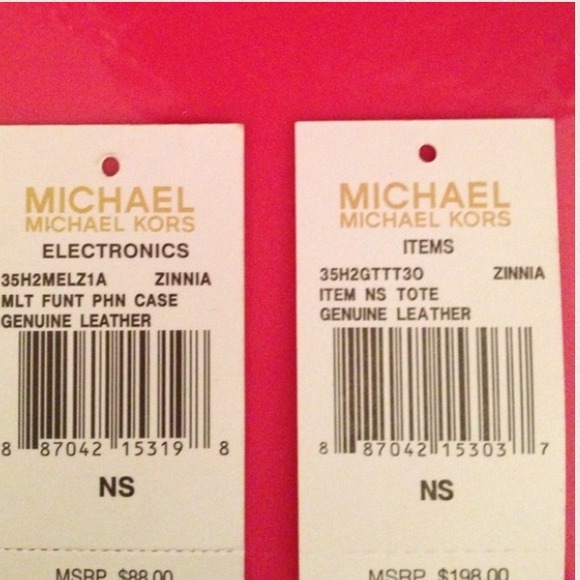 MICHAEL
MICHAEL KORS
ELECTRONICS
35H2MELZ1A ZINNIA
MLT FUNT PHN CASE
GENUINE LEATHER
8 87042 15319 8
NS
MSRP $88.00
MICHAEL
MICHAEL KORS
ITEMS
35H2GTTT3O ZINNIA
ITEM NS TOTE
GENUINE LEATHER
8 87042 15303 7
NS
MSRP $198.00